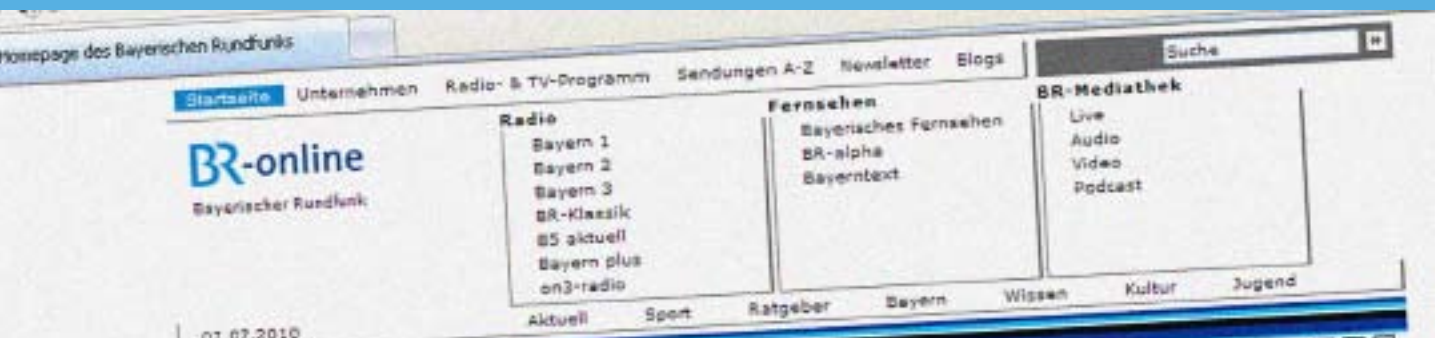 Homepage des Bayerischen Rundfunks
Startseite Unternehmen Radio- & TV-Programm Sendungen A-Z Newsletter Blogs Suche
BR-online
Bayerischer Rundfunk
Radio
Bayern 1
Bayern 2
Bayern 3
BR-Klassik
B5 aktuell
Bayern plus
on3-radio
Fernsehen
Bayerisches Fernsehen
BR-alpha
Bayerntext
BR-Mediathek
Live
Audio
Video
Podcast
Aktuell Sport Ratgeber Bayern Wissen Kultur Jugend